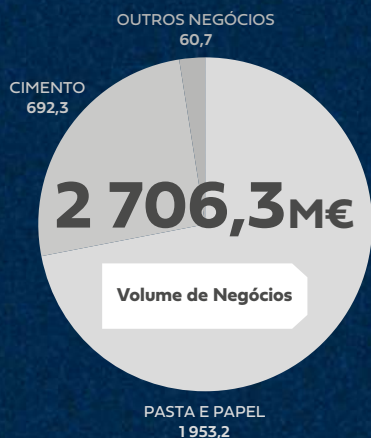 OUTROS NEGÓCIOS
60,7
CIMENTO
692,3
2 706,3M€
Volume de Negócios
PASTA E PAPEL
1 953,2